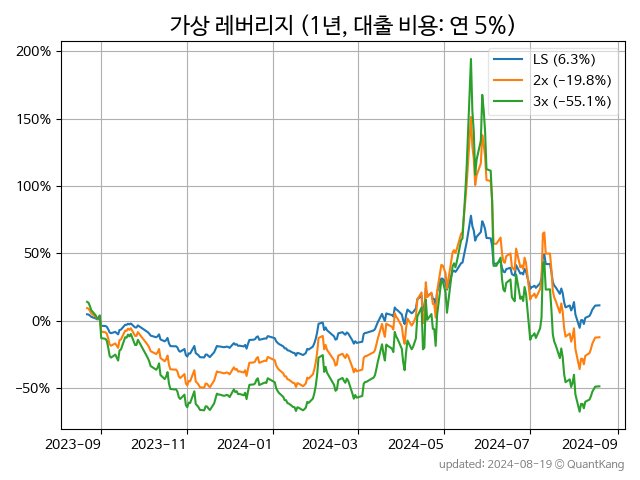 가상 레버리지 (1년, 대출 비용: 연 5%)
200%
150%
100%
50%
0%
−50%
LS (6.3%)
2x (−19.8%)
3x (−55.1%)
2023-09 2023-11 2024-01 2024-03 2024-05 2024-07 2024-09
updated: 2024-08-19 © QuantKang